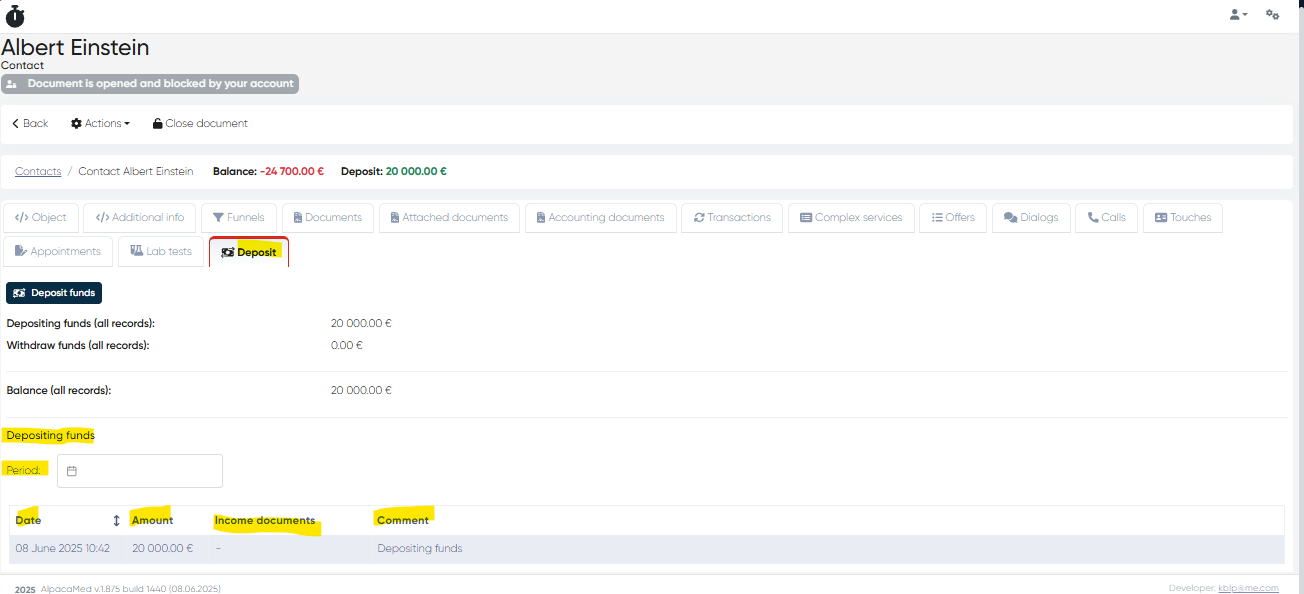 Albert Einstein
Contact
Document is opened and blocked by your account
Back Actions Close document
Contacts / Contact Albert Einstein Balance: -24 700.00 € Deposit: 20 000.00 €
Object Additional info Funnels Documents Attached documents Accounting documents Transactions Complex services Offers Dialogs Calls Touches
Appointments Lab tests Deposit
Deposit funds
Depositing funds (all records): 20 000.00 €
Withdraw funds (all records): 0.00 €
Balance (all records): 20 000.00 €
Depositing funds
Period:
Date Amount Income documents Comment
08 June 2025 10:42 20 000.00 € - Depositing funds
2025 AlpacaMed v.1.875 build 1440 (08.06.2025) Developer: kblp@me.com